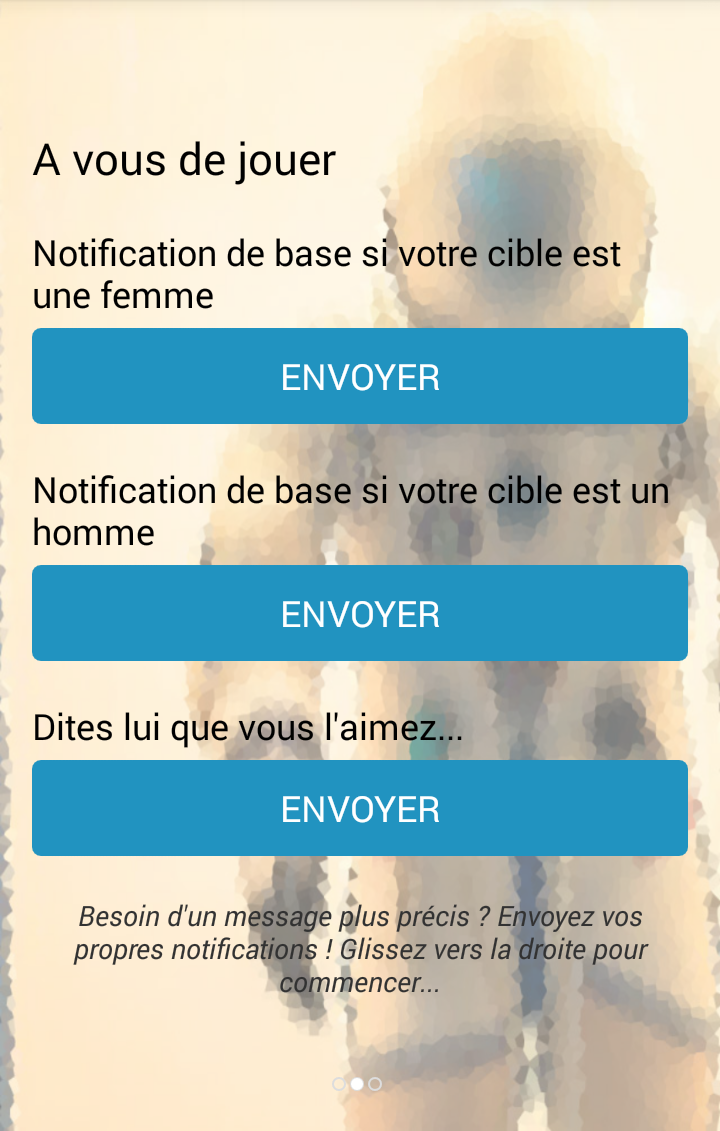 A vous de jouer
Notification de base si votre cible est
une femme
ENVOYER
Notification de base si votre cible est un
homme
ENVOYER
Dites lui que vous l'aimez...
ENVOYER
Besoin d'un message plus précis ? Envoyez vos
propres notifications ! Glissez vers la droite pour
commencer...